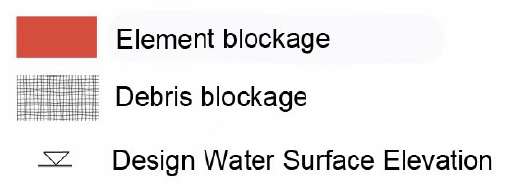 Element blockage
Debris blockage
Design Water Surface Elevation